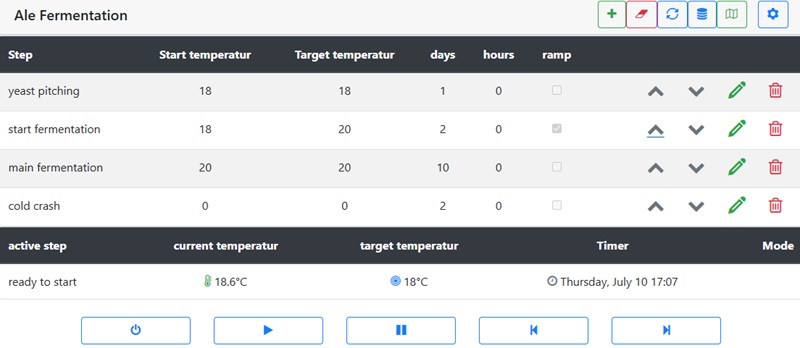 Ale Fermentation
Step Start temperatur Target temperatur days hours ramp
yeast pitching 18 18 1 0
start fermentation 18 20 2 0
main fermentation 20 20 10 0
cold crash 0 0 2 0
active step current temperatur target temperatur Timer Mode
ready to start 18.6°C 18°C Thursday, July 10 17:07